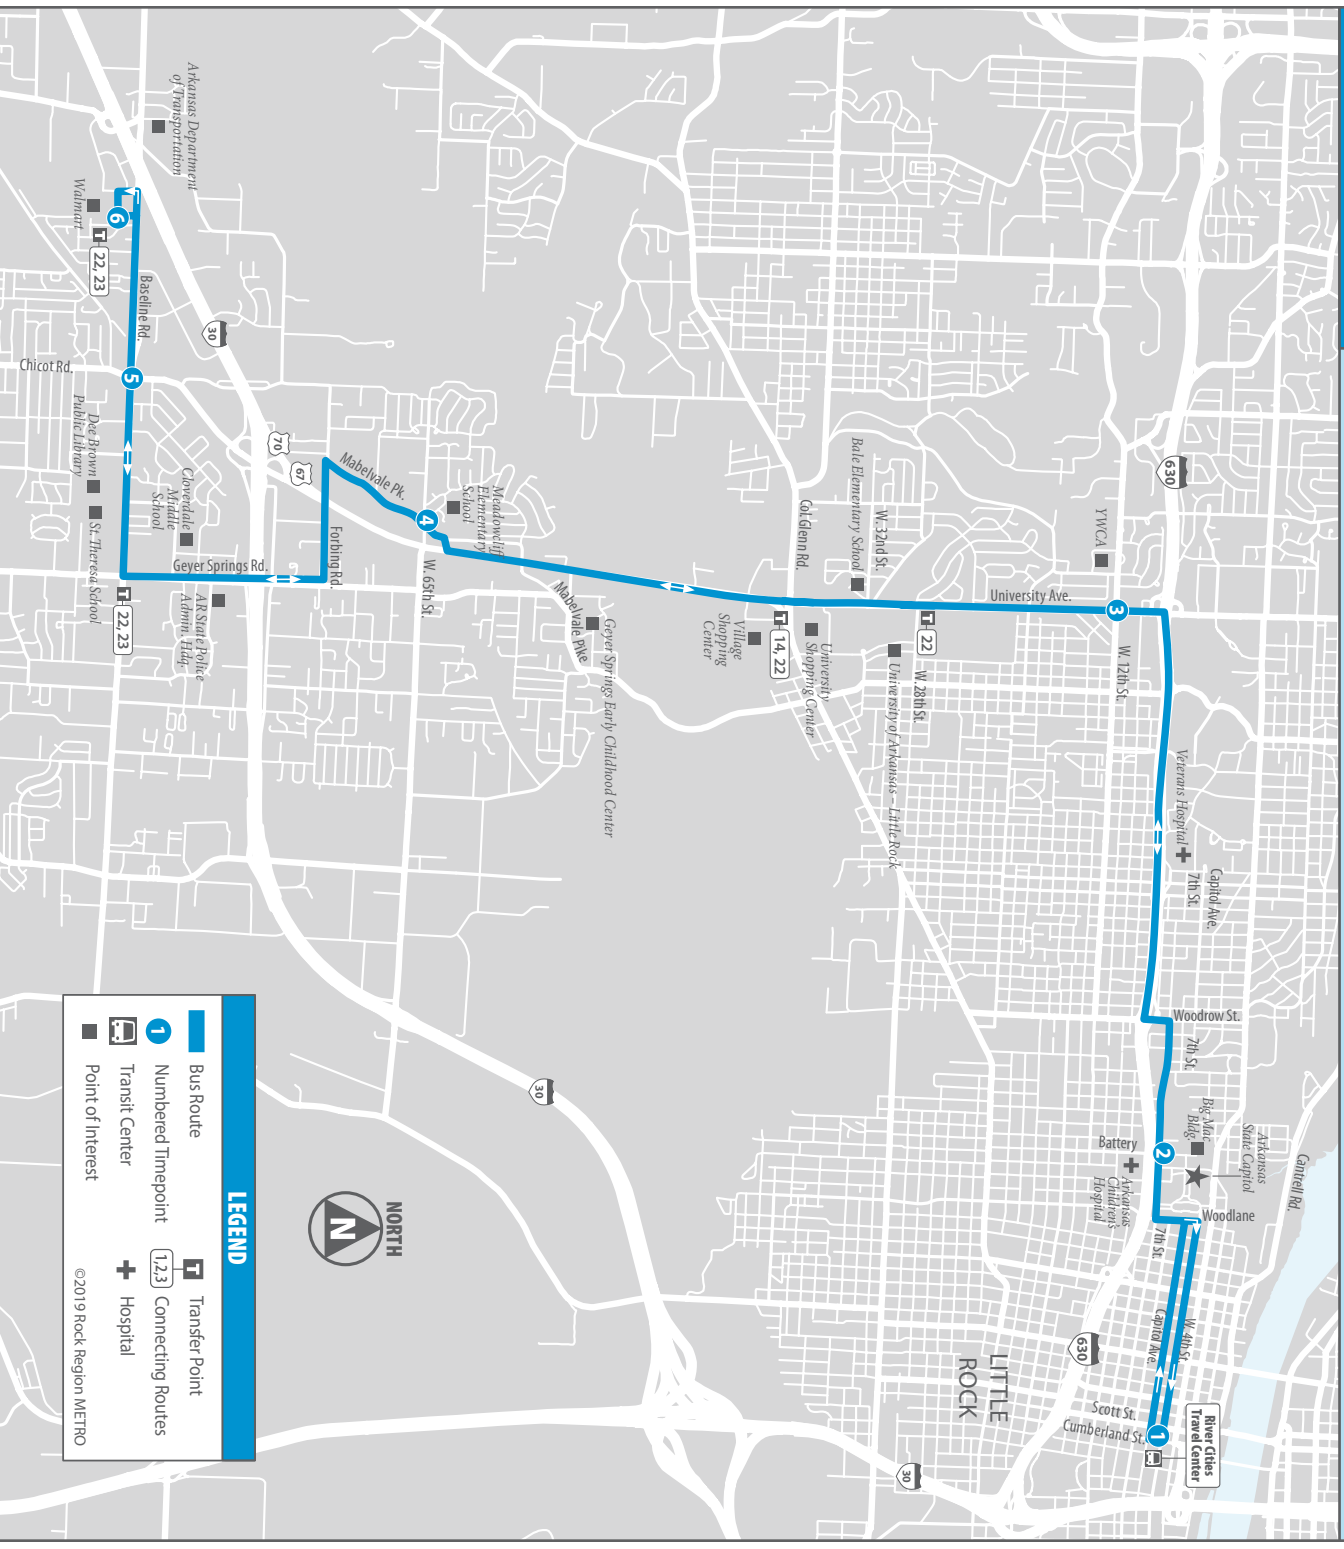 Arkansas Department
of Transportation
Walmart
6
T
22, 23
Baseline Rd.
30
Chicot Rd.
5
Dee Brown
Public Library
St. Theresa School
Cloverdale
Middle
School
Geyer Springs Rd.
AR State Police
Admin. Hdq.
T
22, 23
70
67
Mabelvale Pk.
Forbing Rd.
4
Meadowcliff
Elementary
School
W. 65th St.
Mabelvale Pike
Geyer Springs Early Childhood Center
Village
Shopping
Center
T
14, 22
University
Shopping Center
Col. Glenn Rd.
Bale Elementary School
W. 32nd St.
T
22
W. 28th St.
University of Arkansas – Little Rock
University Ave.
YWCA
630
3
W. 12th St.
Veterans Hospital
7th St.
Capitol Ave.
Woodrow St.
7th St.
Big Mac
Bldg.
Arkansas
State Capitol
Cantrell Rd.
2
Battery
Arkansas
Children's
Hospital
Woodlane
7th St.
W. 4th St.
Capitol Ave.
630
LITTLE
ROCK
Scott St.
Cumberland St.
1
River Cities
Travel Center
30
30
NORTH
N
LEGEND
Bus Route
1
Numbered Timepoint
Transit Center
Point of Interest
T
Transfer Point
1,2,3
Connecting Routes
Hospital
©2019 Rock Region METRO